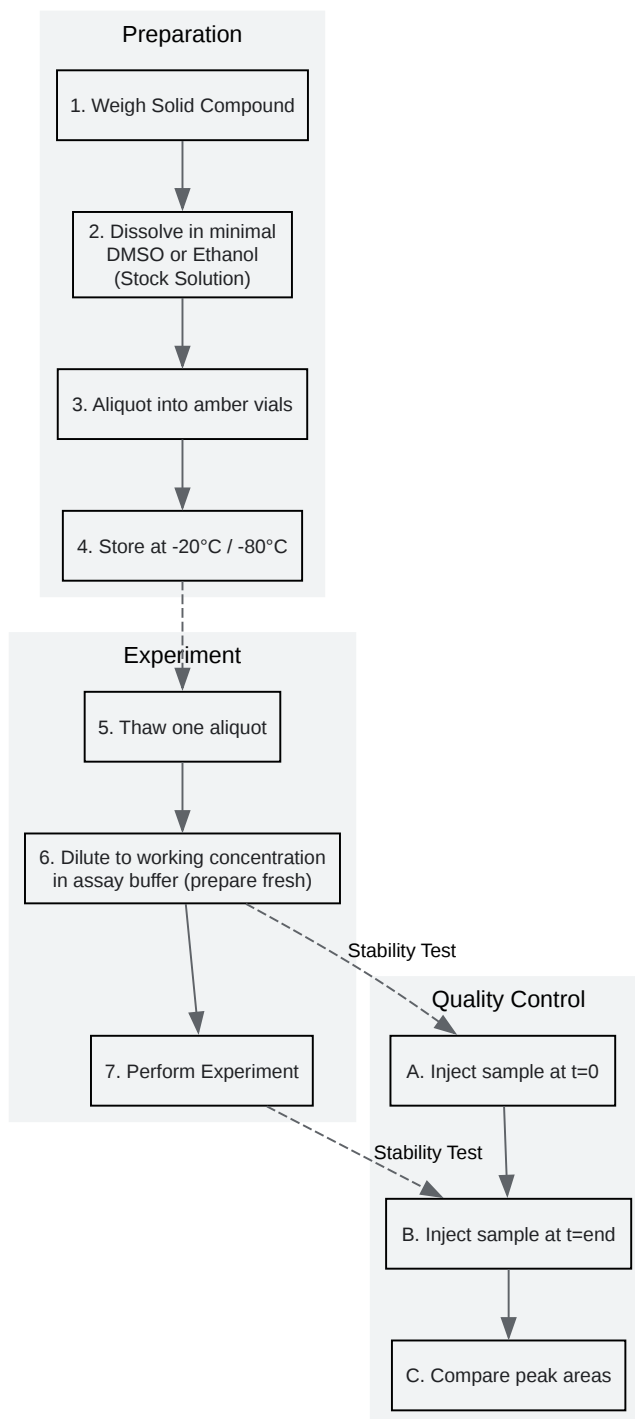 Preparation
1. Weigh Solid Compound
2. Dissolve in minimal
DMSO or Ethanol
(Stock Solution)
3. Aliquot into amber vials
4. Store at -20°C / -80°C
Experiment
5. Thaw one aliquot
6. Dilute to working concentration
in assay buffer (prepare fresh)
Stability Test
7. Perform Experiment
Quality Control
A. Inject sample at t=0
Stability Test
B. Inject sample at t=end
C. Compare peak areas